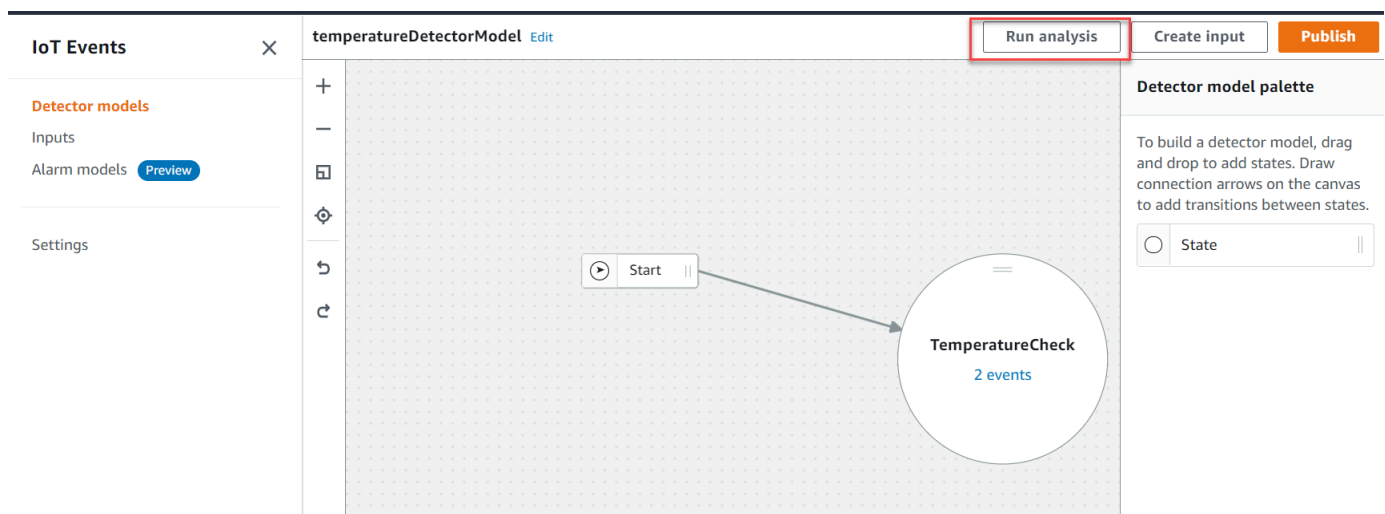 IoT Events
Detector models
Inputs
Alarm models Preview
Settings
temperatureDetectorModel Edit
Run analysis
Create input
Publish
Start
TemperatureCheck
2 events
Detector model palette
To build a detector model, drag
and drop to add states. Draw
connection arrows on the canvas
to add transitions between states.
State